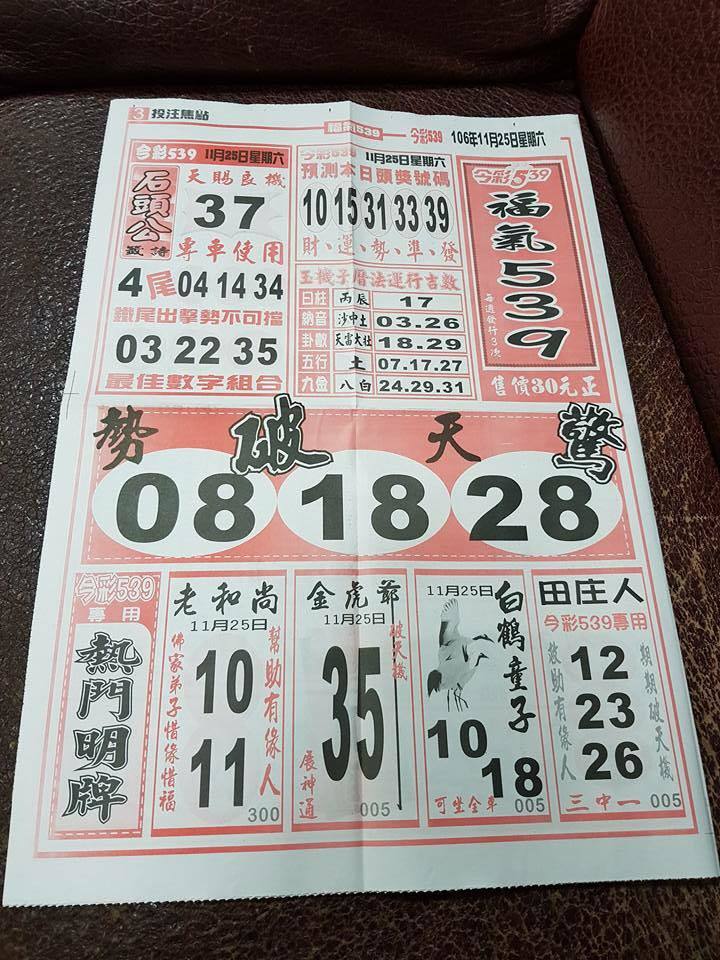 3 投注焦點
福氣539
今彩539 106年11月25日星期六
今彩539 11月25日星期六
石頭公
敬持
天賜良機
37
專車使用
4尾 04 14 34
鐵尾出擊勢不可擋
03 22 35
最佳數字組合
今彩539 11月25日星期六
預測本日頭獎號碼
10 15 31 33 39
財、運、勢、準、發
玉機子曆法運行吉數
日柱 丙辰 17
納音 沙中土 03.26
卦數 天雷大壯 18.29
五行 土 07.17.27
九金 八白 24.29.31
今彩539
福氣539
每週發行3次
售價30元正
勢破天驚
08 18 28
今彩539
專用
熱門明牌
老和尚
11月25日
幫助有緣人
10
11
佛家弟子惜緣惜福
300
金虎爺
11月25日
破天機
35
展神通
005
11月25日
白鶴童子
10
18
可坐全車 005
田庄人
今彩539專用
期期破天機
12
23
26
救助有緣人
三中一 005